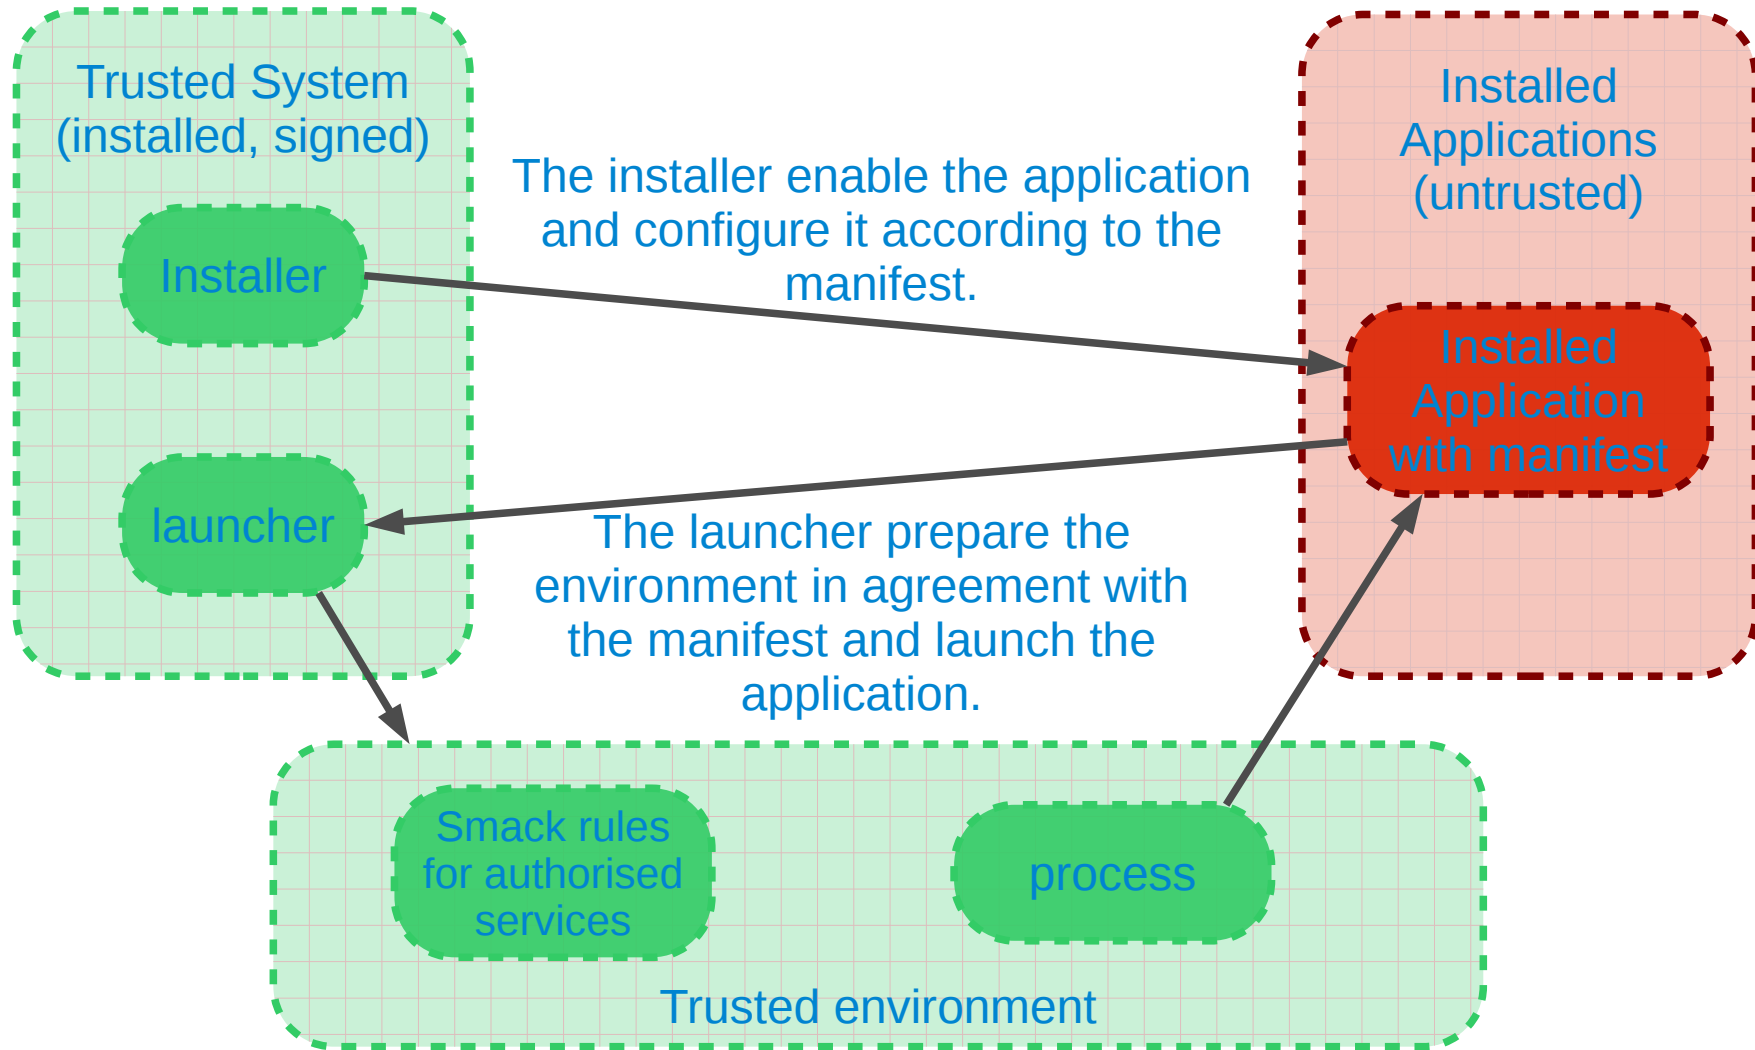 Trusted System
(installed, signed)
Installer
launcher
The installer enable the application
and configure it according to the
manifest.
The launcher prepare the
environment in agreement with
the manifest and launch the
application.
Installed
Applications
(untrusted)
Installed
Application
with manifest
Smack rules
for authorised
services
process
Trusted environment